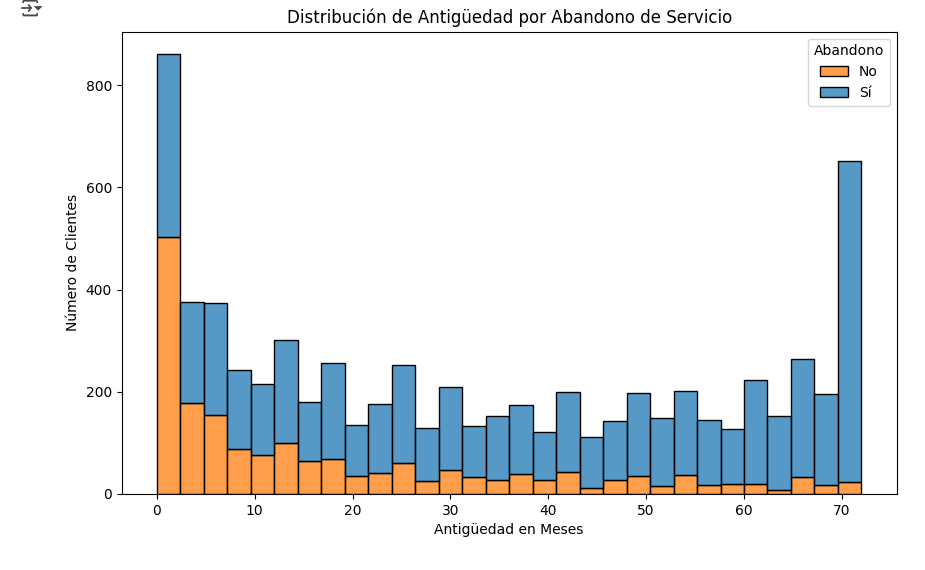 Distribución de Antigüedad por Abandono de Servicio
Abandono
No
Sí
Número de Clientes
800
600
400
200
0
0 10 20 30 40 50 60 70
Antigüedad en Meses